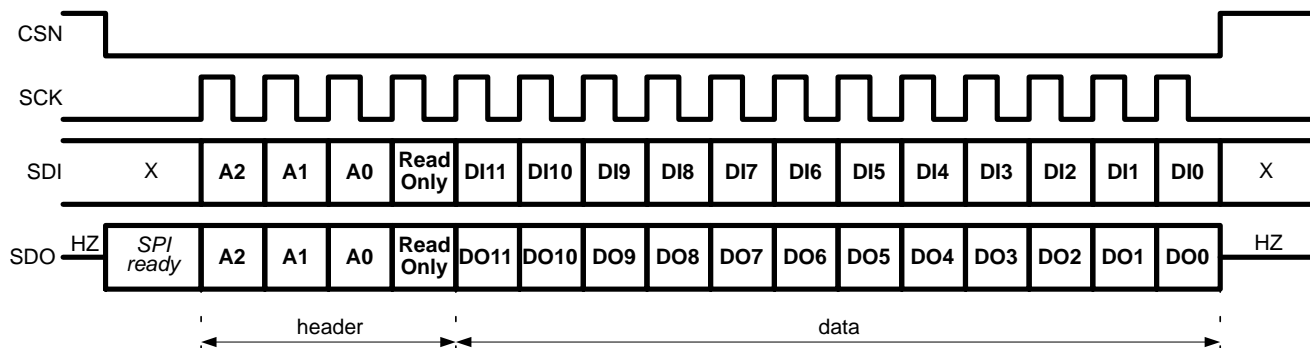 CSN
SCK
SDI X A2 A1 A0 Read Only DI11 DI10 DI9 DI8 DI7 DI6 DI5 DI4 DI3 DI2 DI1 DI0 X
SDO HZ SPI ready A2 A1 A0 Read Only DO11 DO10 DO9 DO8 DO7 DO6 DO5 DO4 DO3 DO2 DO1 DO0 HZ
header data